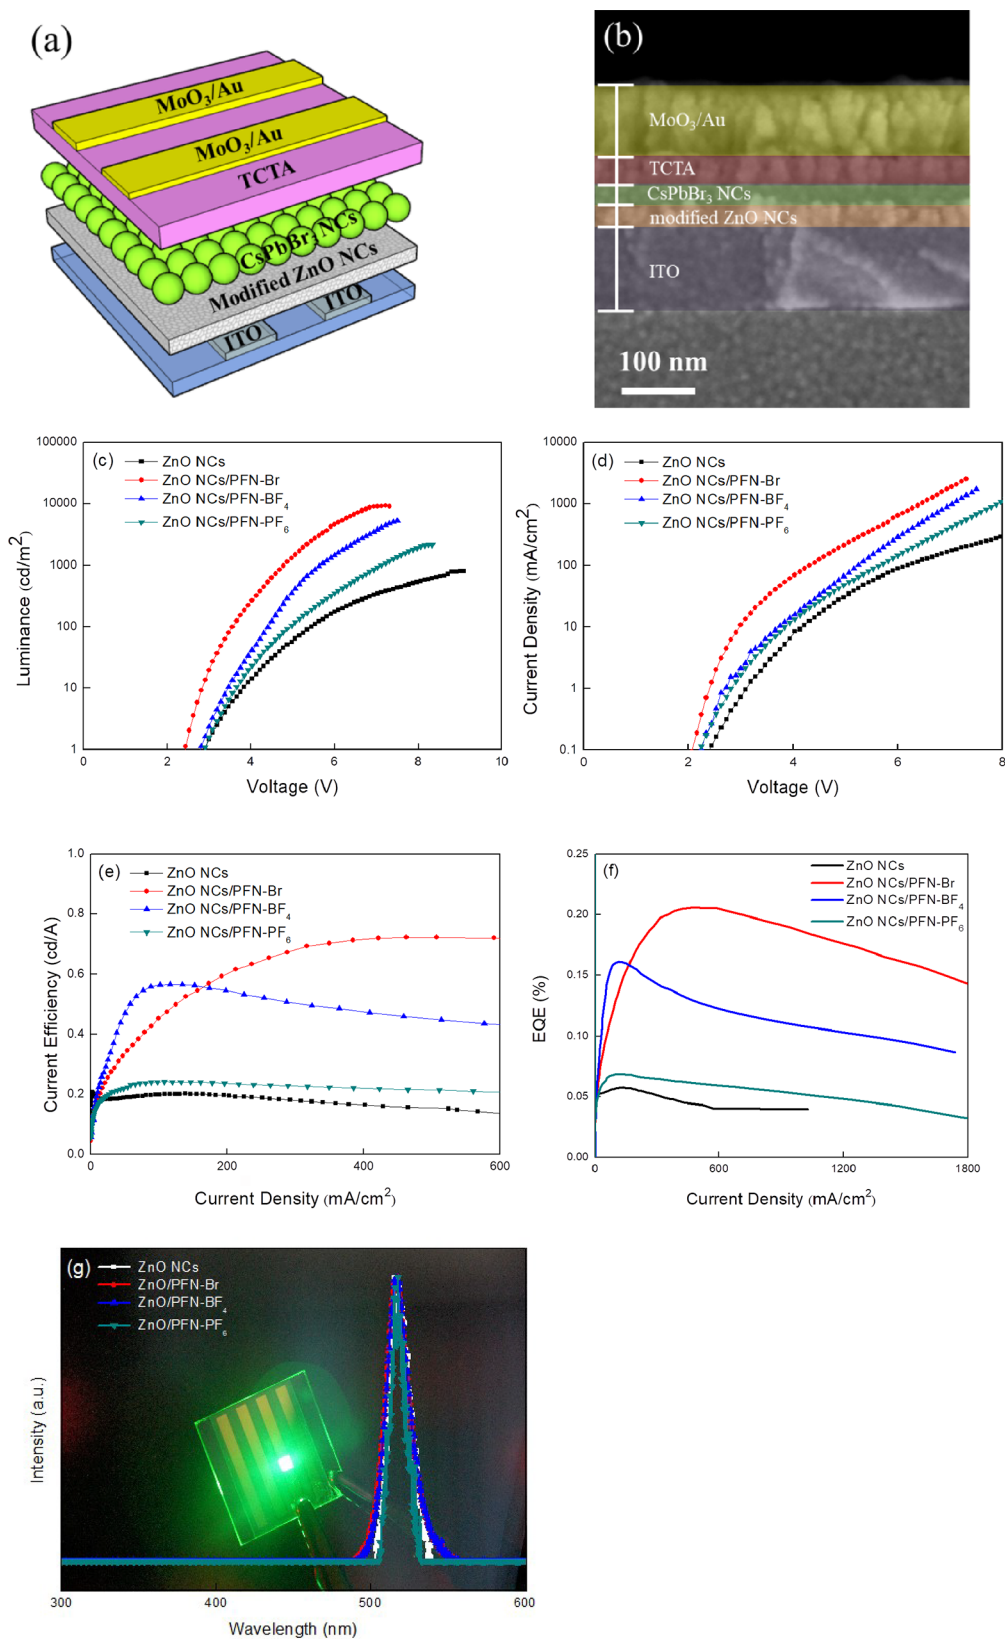 (a)
MoO₃/Au
MoO₃/Au
TCTA
CsPbBr₃ NCs
Modified ZnO NCs
ITO
ITO
(b)
MoO₃/Au
TCTA
CsPbBr₃ NCs
modified ZnO NCs
ITO
100 nm
(c)
ZnO NCs
ZnO NCs/PFN-Br
ZnO NCs/PFN-BF₄
ZnO NCs/PFN-PF₆
100000
10000
1000
100
10
1
0 2 4 6 8 10
Luminance (cd/m²)
Voltage (V)
(d)
ZnO NCs
ZnO NCs/PFN-Br
ZnO NCs/PFN-BF₄
ZnO NCs/PFN-PF₆
10000
1000
100
10
1
0.1
0 2 4 6 8
Current Density (mA/cm²)
Voltage (V)
(e)
ZnO NCs
ZnO NCs/PFN-Br
ZnO NCs/PFN-BF₄
ZnO NCs/PFN-PF₆
1.0
0.8
0.6
0.4
0.2
0.0
0 200 400 600
Current Efficiency (cd/A)
Current Density (mA/cm²)
(f)
ZnO NCs
ZnO NCs/PFN-Br
ZnO NCs/PFN-BF₄
ZnO NCs/PFN-PF₆
0.25
0.20
0.15
0.10
0.05
0.00
0 600 1200 1800
EQE (%)
Current Density (mA/cm²)
(g)
ZnO NCs
ZnO/PFN-Br
ZnO/PFN-BF₄
ZnO/PFN-PF₆
Intensity (a.u.)
300 400 500 600
Wavelength (nm)